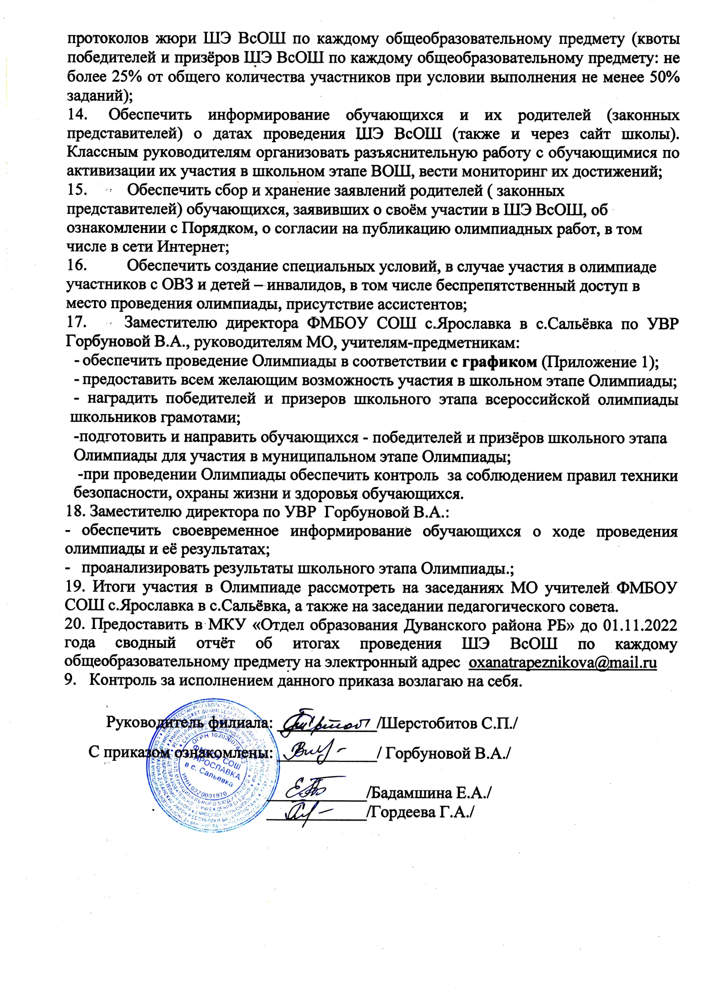 протоколов жюри ШЭ ВсОШ по каждому общеобразовательному предмету (квоты
победителей и призёров ШЭ ВсОШ по каждому общеобразовательному предмету: не
более 25% от общего количества участников при условии выполнения не менее 50%
заданий);
14. Обеспечить информирование обучающихся и их родителей (законных
представителей) о датах проведения ШЭ ВсОШ (также и через сайт школы).
Классным руководителям организовать разъяснительную работу с обучающимися по
активизации их участия в школьном этапе ВОШ, вести мониторинг их достижений;
15. Обеспечить сбор и хранение заявлений родителей ( законных
представителей) обучающихся, заявивших о своём участии в ШЭ ВсОШ, об
ознакомлении с Порядком, о согласии на публикацию олимпиадных работ, в том
числе в сети Интернет;
16. Обеспечить создание специальных условий, в случае участия в олимпиаде
участников с ОВЗ и детей – инвалидов, в том числе беспрепятственный доступ в
место проведения олимпиады, присутствие ассистентов;
17. Заместителю директора ФМБОУ СОШ с.Ярославка в с.Сальёвка по УВР
Горбуновой В.А., руководителям МО, учителям-предметникам:
- обеспечить проведение Олимпиады в соответствии с графиком (Приложение 1);
- предоставить всем желающим возможность участия в школьном этапе Олимпиады;
- наградить победителей и призеров школьного этапа всероссийской олимпиады
школьников грамотами;
-подготовить и направить обучающихся - победителей и призёров школьного этапа
Олимпиады для участия в муниципальном этапе Олимпиады;
-при проведении Олимпиады обеспечить контроль за соблюдением правил техники
безопасности, охраны жизни и здоровья обучающихся.
18. Заместителю директора по УВР Горбуновой В.А.:
- обеспечить своевременное информирование обучающихся о ходе проведения
олимпиады и её результатах;
- проанализировать результаты школьного этапа Олимпиады.;
19. Итоги участия в Олимпиаде рассмотреть на заседаниях МО учителей ФМБОУ
СОШ с.Ярославка в с.Сальёвка, а также на заседании педагогического совета.
20. Предоставить в МКУ «Отдел образования Дуванского района РБ» до 01.11.2022
года сводный отчёт об итогах проведения ШЭ ВсОШ по каждому
общеобразовательному предмету на электронный адрес oxanatrapeznikova@mail.ru
9. Контроль за исполнением данного приказа возлагаю на себя.
Руководитель филиала: /Шерстобитов С.П./
С приказом ознакомлены: / Горбуновой В.А./
/Бадамшина Е.А./
/Гордеева Г.А./
ФМБОУ СОШ
с. ЯРОСЛАВКА
в с. Сальевка
ИНН 0220001970